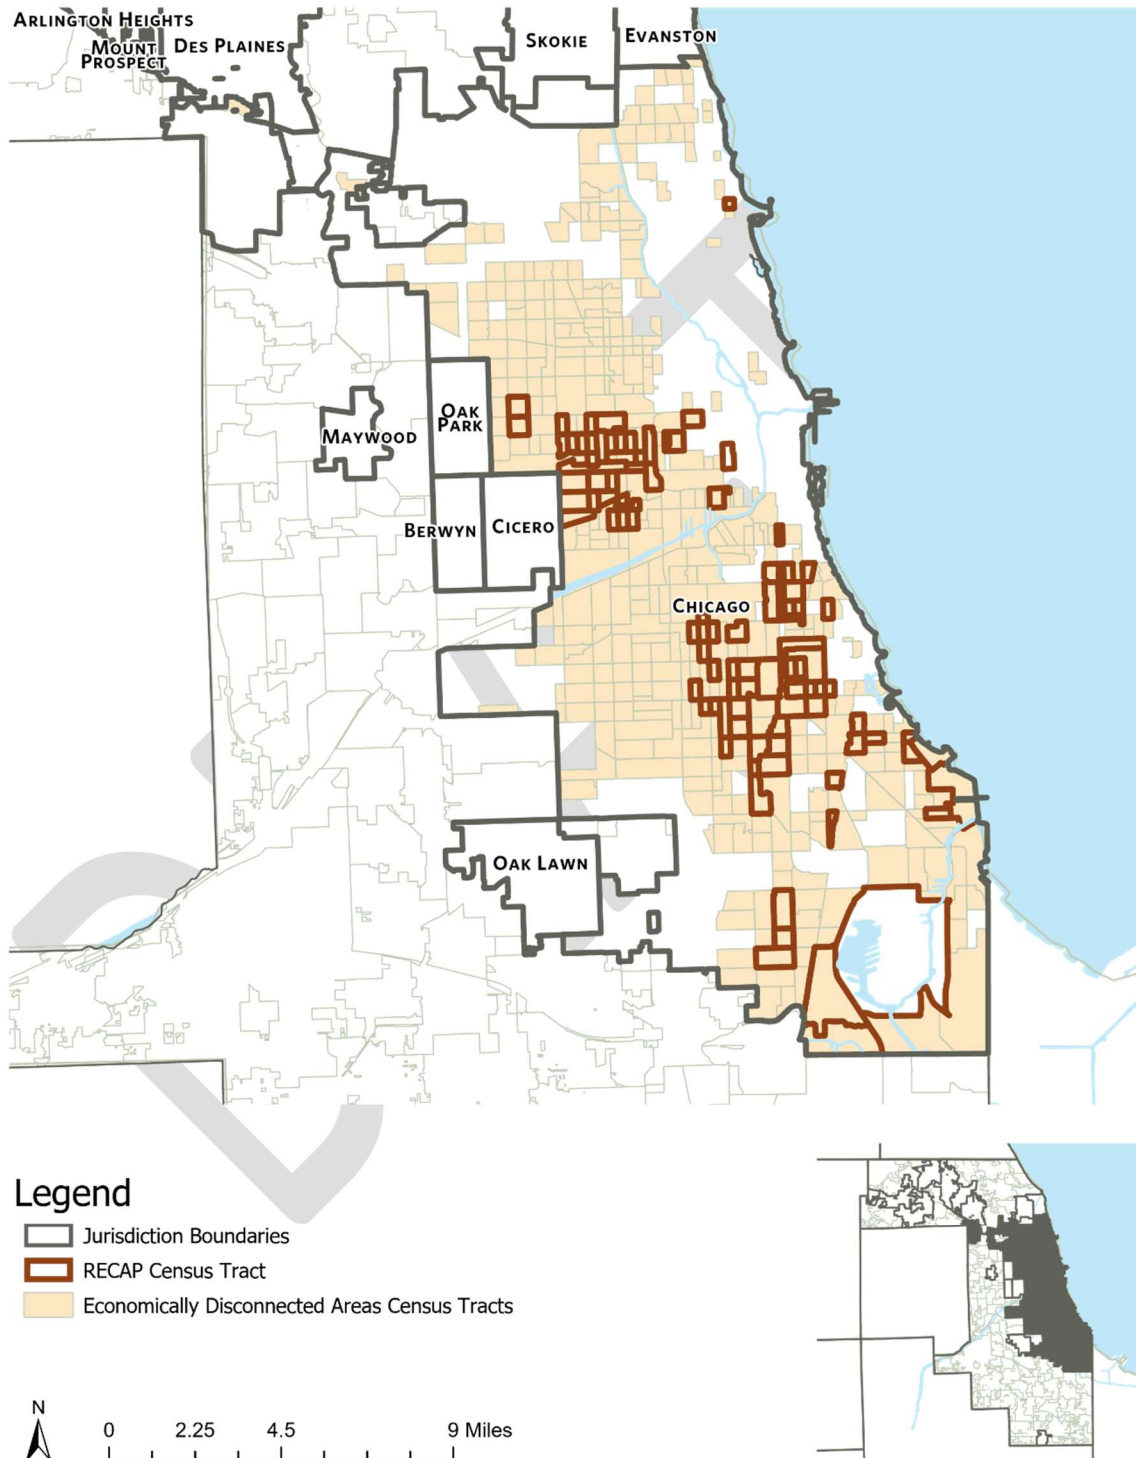 ARLINGTON HEIGHTS
MOUNT
PROSPECT
DES PLAINES
SKOKIE
EVANSTON
OAK
PARK
MAYWOOD
BERWYN
CICERO
CHICAGO
OAK LAWN
DRAFT
Legend
Jurisdiction Boundaries
RECAP Census Tract
Economically Disconnected Areas Census Tracts
N
0 2.25 4.5 9 Miles